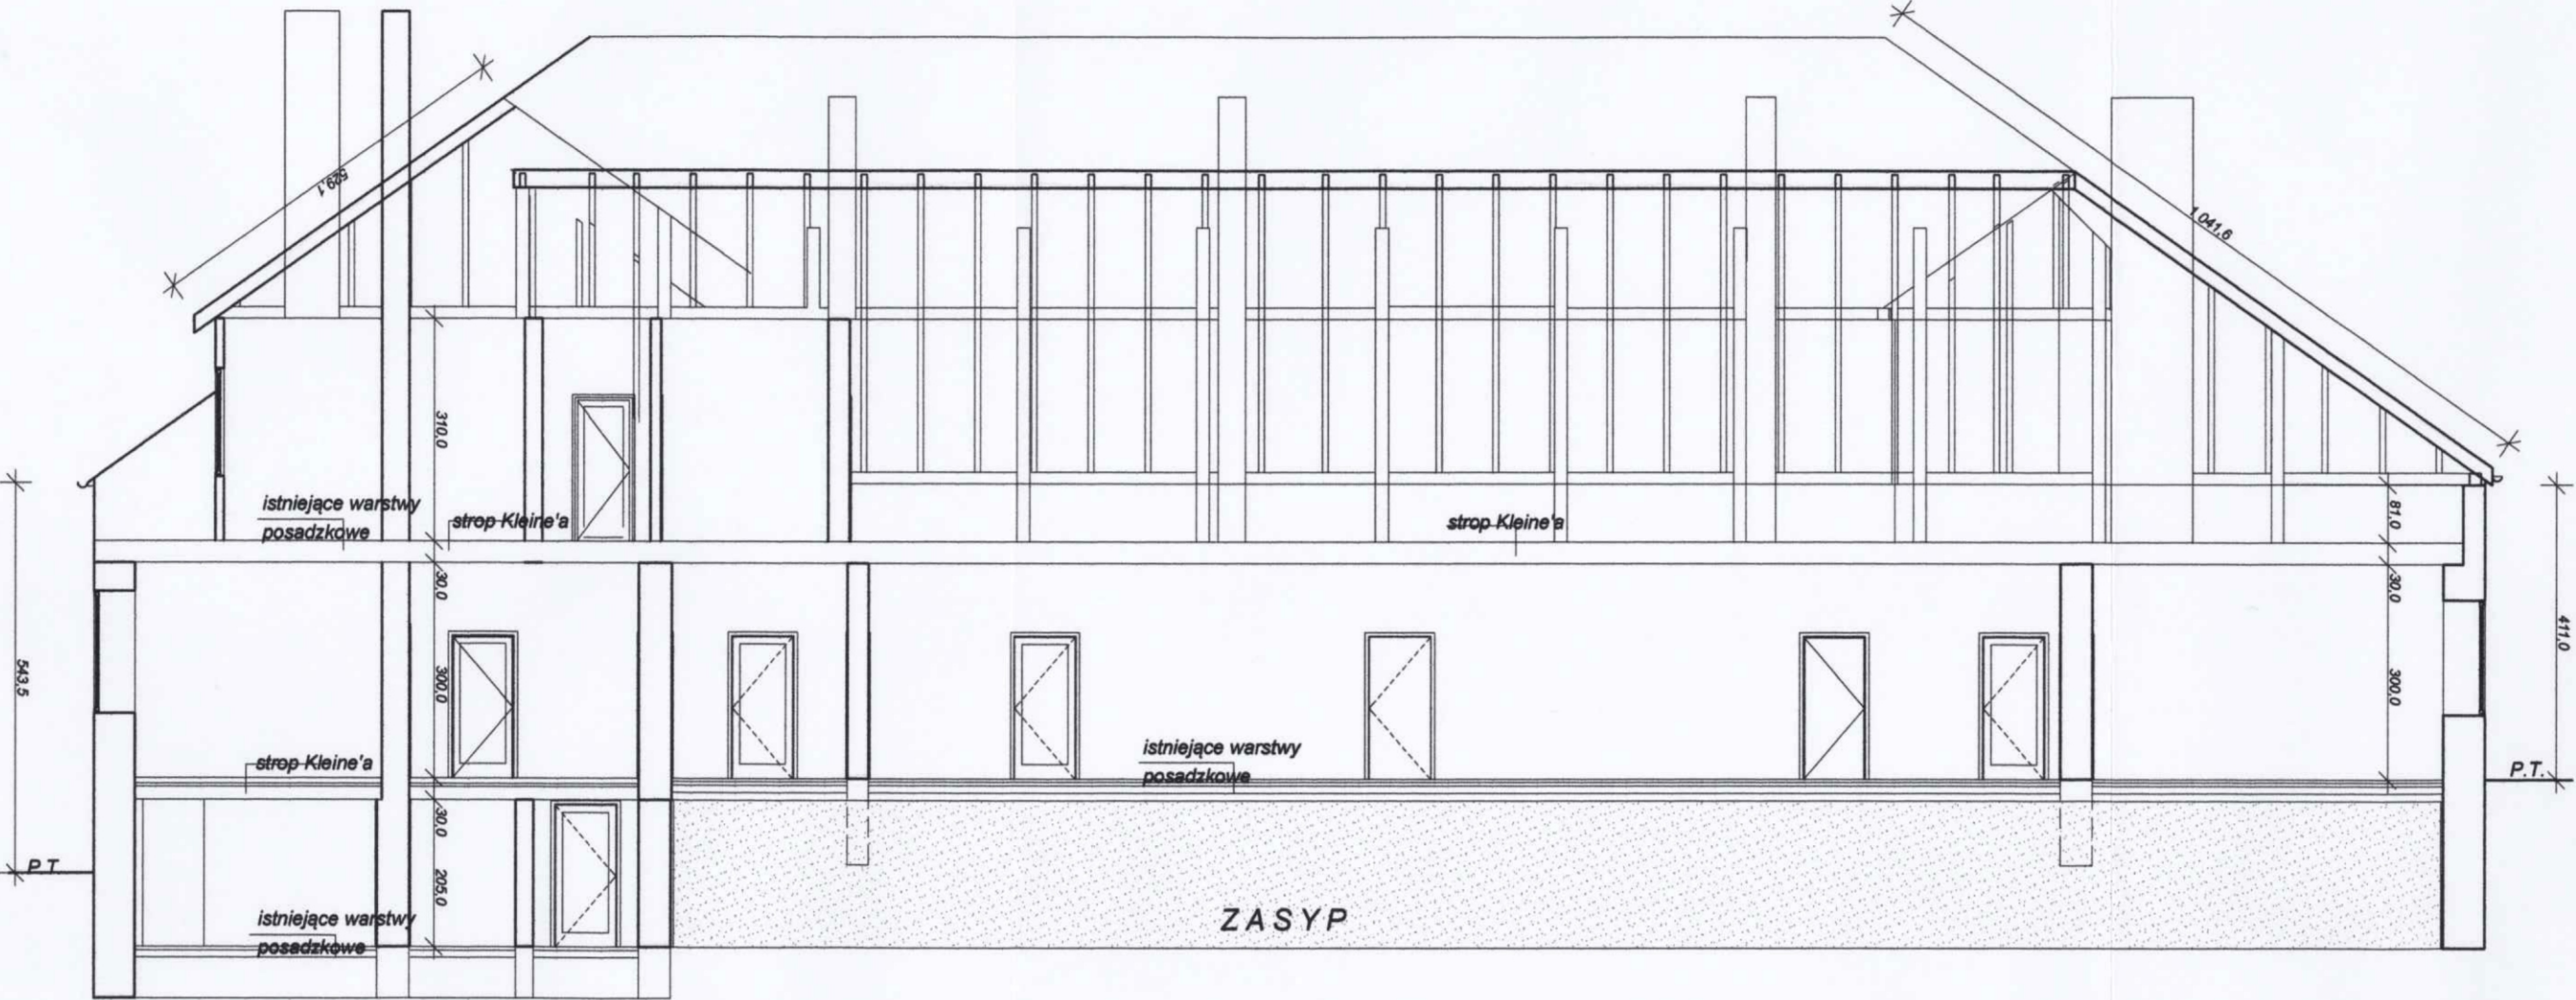 529,1
1.041,6
310,0
istniejące warstwy
posadzkowe
strop Kleine'a
strop Kleine'a
81,0
30,0
30,0
543,5
300,0
300,0
411,0
strop Kleine'a
istniejące warstwy
posadzkowe
P.T.
P.T.
30,0
205,0
istniejące warstwy
posadzkowe
ZASYP